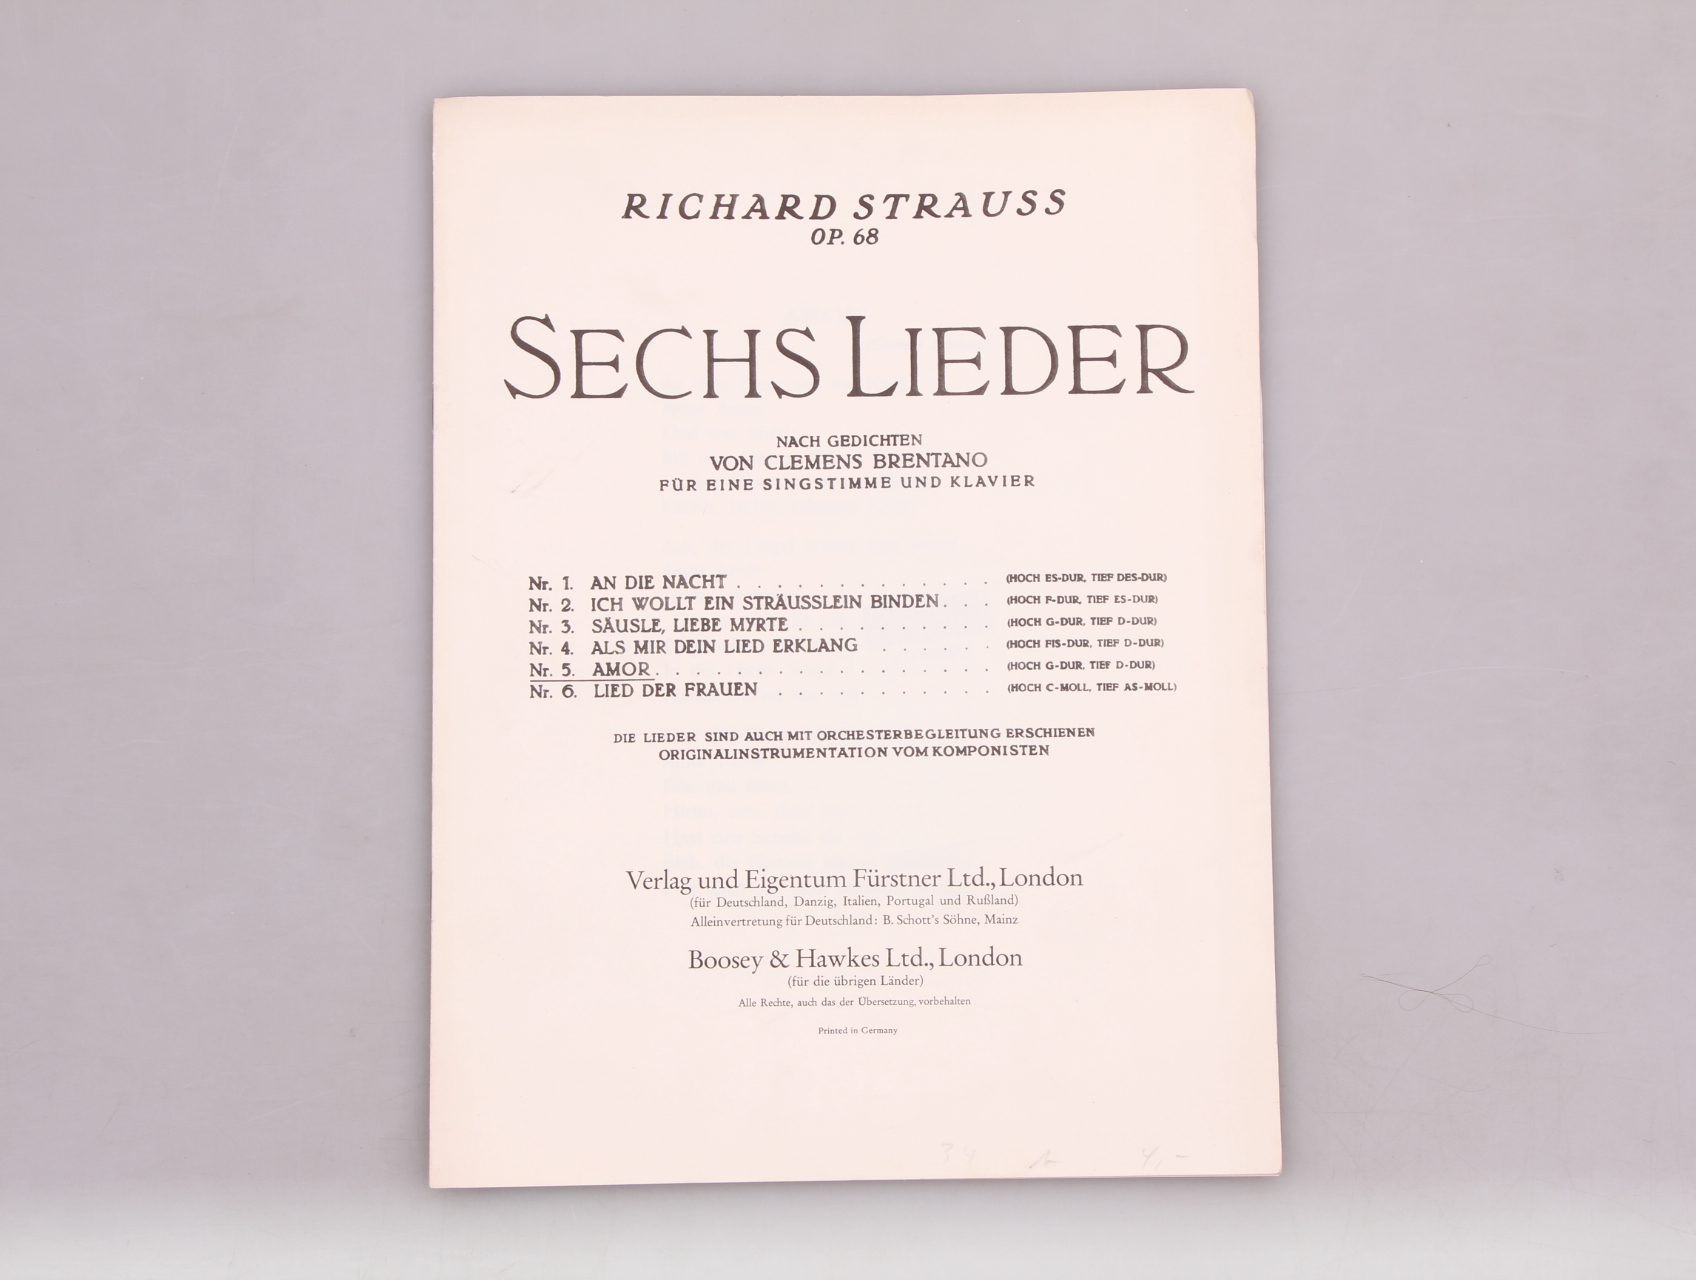 RICHARD STRAUSS
OP. 68
SECHS LIEDER
NACH GEDICHTEN
VON CLEMENS BRENTANO
FÜR EINE SINGSTIMME UND KLAVIER
Nr. 1. AN DIE NACHT . . . . . . . . . . . . . (HOCH ES-DUR, TIEF DES-DUR)
Nr. 2. ICH WOLLT EIN STRÄUSSLEIN BINDEN. . . (HOCH F-DUR, TIEF ES-DUR)
Nr. 3. SÄUSLE, LIEBE MYRTE . . . . . . . . . . (HOCH G-DUR, TIEF D-DUR)
Nr. 4. ALS MIR DEIN LIED ERKLANG . . . . . . (HOCH FIS-DUR, TIEF D-DUR)
Nr. 5. AMOR. . . . . . . . . . . . . . . . (HOCH G-DUR, TIEF D-DUR)
Nr. 6. LIED DER FRAUEN . . . . . . . . . . . (HOCH C-MOLL, TIEF AS-MOLL)
DIE LIEDER SIND AUCH MIT ORCHESTERBEGLEITUNG ERSCHIENEN
ORIGINALINSTRUMENTATION VOM KOMPONISTEN
Verlag und Eigentum Fürstner Ltd., London
(für Deutschland, Danzig, Italien, Portugal und Rußland)
Alleinvertretung für Deutschland: B. Schott's Söhne, Mainz
Boosey & Hawkes Ltd., London
(für die übrigen Länder)
Alle Rechte, auch das der Übersetzung, vorbehalten
Printed in Germany